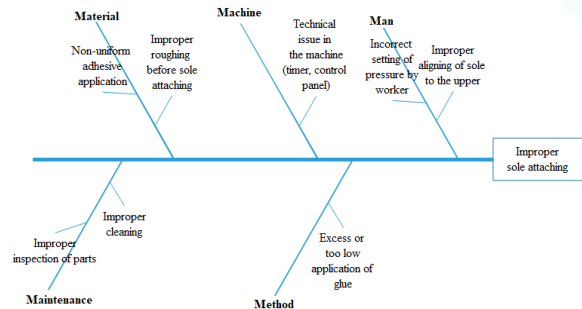 Material
Non-uniform
adhesive
application
Improper
roughing
before sole
attaching
Machine
Technical
issue in
the machine
(timer, control
panel)
Man
Incorrect
setting of
pressure by
worker
Improper
aligning of sole
to the upper
Improper
sole attaching
Improper
cleaning
Improper
inspection of parts
Maintenance
Excess or
too low
application of
glue
Method